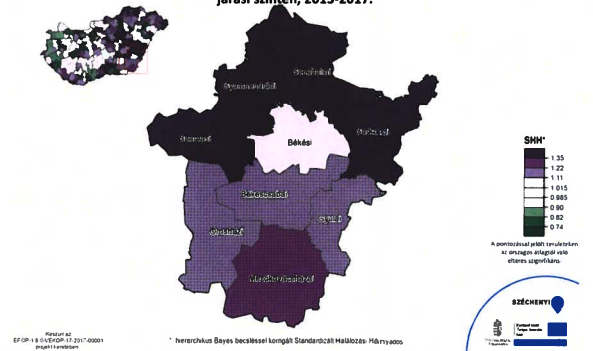 járási szinten, 2015-2017.
Szeghalmi
Gyomaendrődi
Szarvasi
Békési
Sarkadi
Békéscsabai
Gyulai
Orosházi
Mezőkovácsházi
SHH*
1.35
1.22
1.11
1.015
0.985
0.90
0.82
0.74
A pontozással jelölt területeken
az országos átlagtól való
eltérés szignifikáns.
SZÉCHENYI
Készült az
EFOP-1.8.0-VEKOP-17-2017-00001
projekt keretében
* hierarchikus Bayes becsléssel korrigált Standardizált Halálozási Hányados